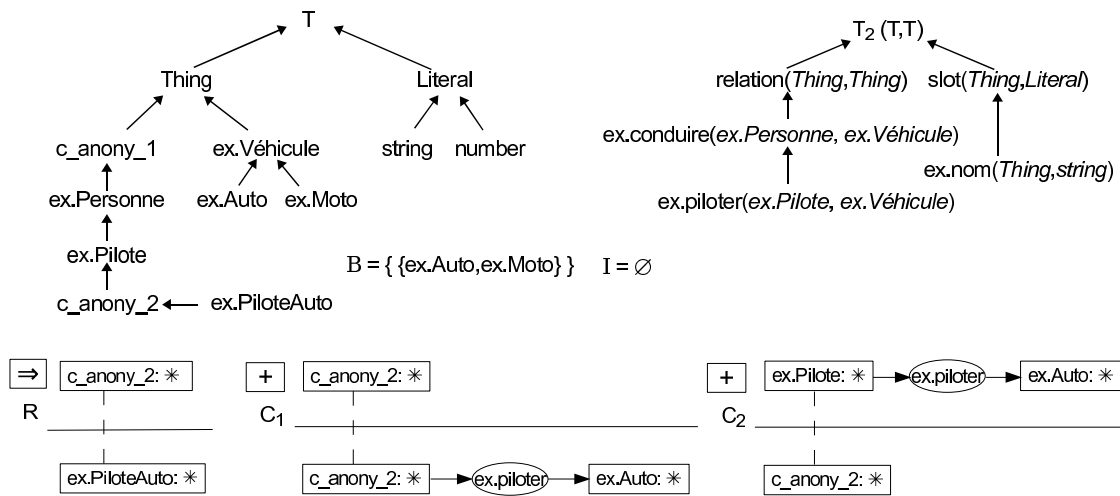 T
T2 (T,T)
Thing
Literal
relation(Thing,Thing)
slot(Thing,Literal)
c_anony_1
ex.Véhicule
string
number
ex.conduire(ex.Personne, ex.Véhicule)
ex.Personne
ex.Auto
ex.Moto
ex.nom(Thing,string)
ex.piloter(ex.Pilote, ex.Véhicule)
ex.Pilote
B = { {ex.Auto,ex.Moto} }
I = ∅
c_anony_2
ex.PiloteAuto
⇒
c_anony_2: ✳
R
ex.PiloteAuto: ✳
+
c_anony_2: ✳
C1
c_anony_2: ✳
ex.piloter
ex.Auto: ✳
+
ex.Pilote: ✳
ex.piloter
ex.Auto: ✳
C2
c_anony_2: ✳